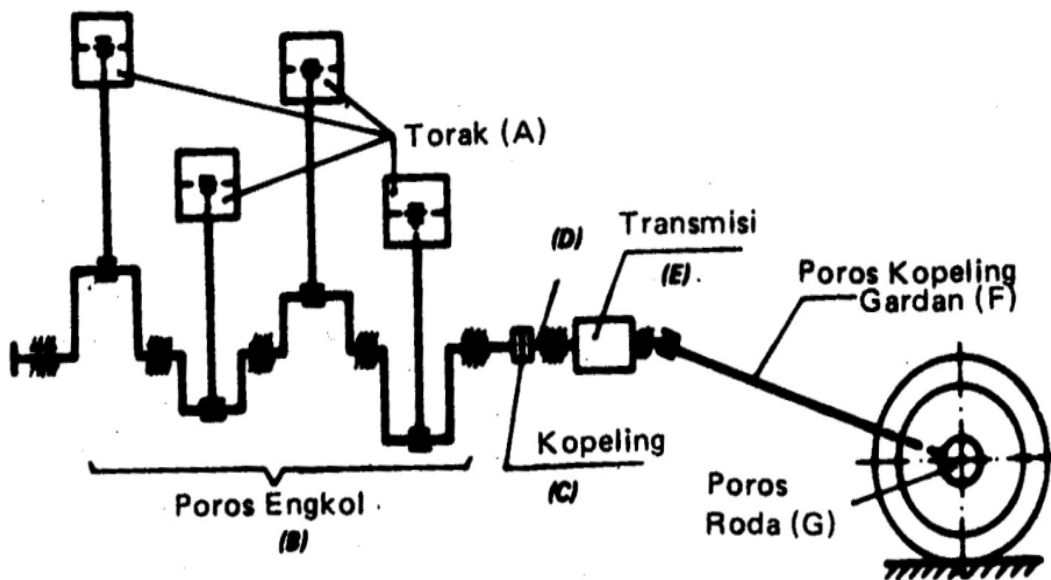 Torak (A)
(D)
Transmisi
(E)
Poros Kopeling
Gardan (F)
Kopeling
(C)
Poros Engkol
(B)
Poros
Roda (G)